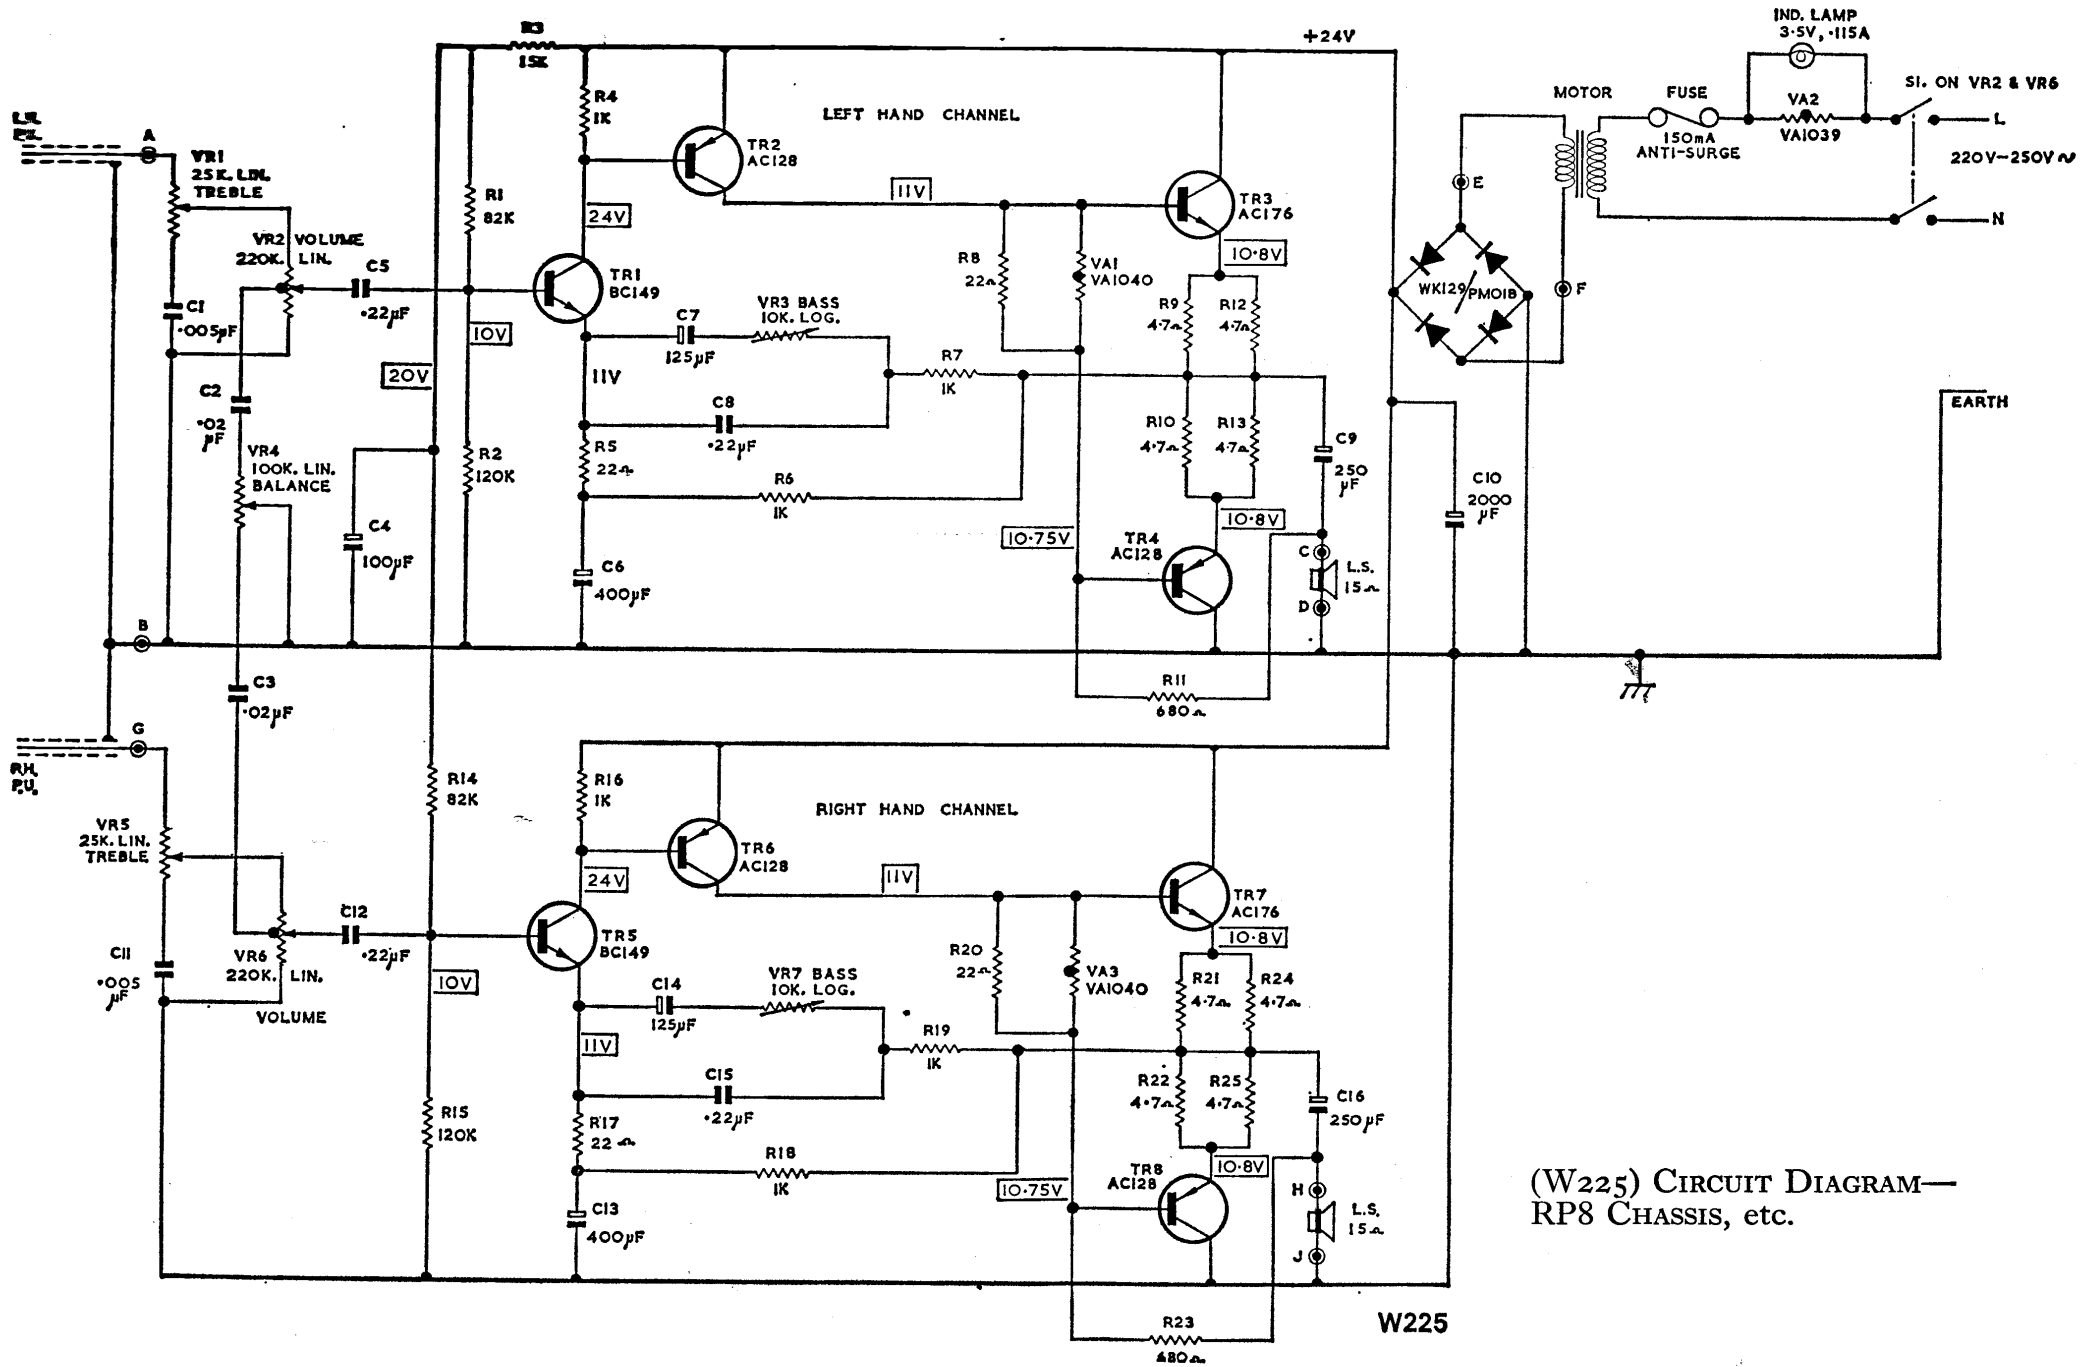 R3
15K
+24V
IND. LAMP
3·5V, ·115A
L.H.
P.U.
A
VR1
25K. LIN.
TREBLE
R4
1K
LEFT HAND CHANNEL
TR2
AC128
MOTOR
FUSE
150mA
ANTI-SURGE
VA2
VA1039
S1. ON VR2 & VR6
L
220V–250V~
N
R1
82K
24V
11V
TR3
AC176
E
VR2 VOLUME
220K. LIN.
C5
·22µF
TR1
BC149
R8
22Ω
VA1
VA1040
10·8V
C1
·005µF
10V
C7
125µF
VR3 BASS
10K. LOG.
R9
4·7Ω
R12
4·7Ω
WK129
PMO1B
F
20V
11V
R7
1K
C2
·02
µF
C8
·22µF
R10
4·7Ω
R13
4·7Ω
C9
250
µF
EARTH
VR4
100K. LIN.
BALANCE
R2
120K
R5
22Ω
R6
1K
C10
2000
µF
C4
100µF
C6
400µF
10·75V
10·8V
TR4
AC128
C
L.S.
15Ω
D
B
C3
·02µF
R11
680Ω
G
RH.
P.U.
R14
82K
R16
1K
RIGHT HAND CHANNEL
VR5
25K. LIN.
TREBLE
TR6
AC128
24V
11V
TR7
AC176
C12
·22µF
TR5
BC149
10·8V
C11
·005
µF
VR6
220K. LIN.
VOLUME
10V
R20
22Ω
VA3
VA1040
C14
125µF
VR7 BASS
10K. LOG.
R21
4·7Ω
R24
4·7Ω
11V
R19
1K
C15
·22µF
R22
4·7Ω
R25
4·7Ω
C16
250µF
R15
120K
R17
22Ω
R18
1K
10·75V
10·8V
TR8
AC128
H
L.S.
15Ω
J
C13
400µF
(W225) CIRCUIT DIAGRAM—
RP8 CHASSIS, etc.
R23
680Ω
W225